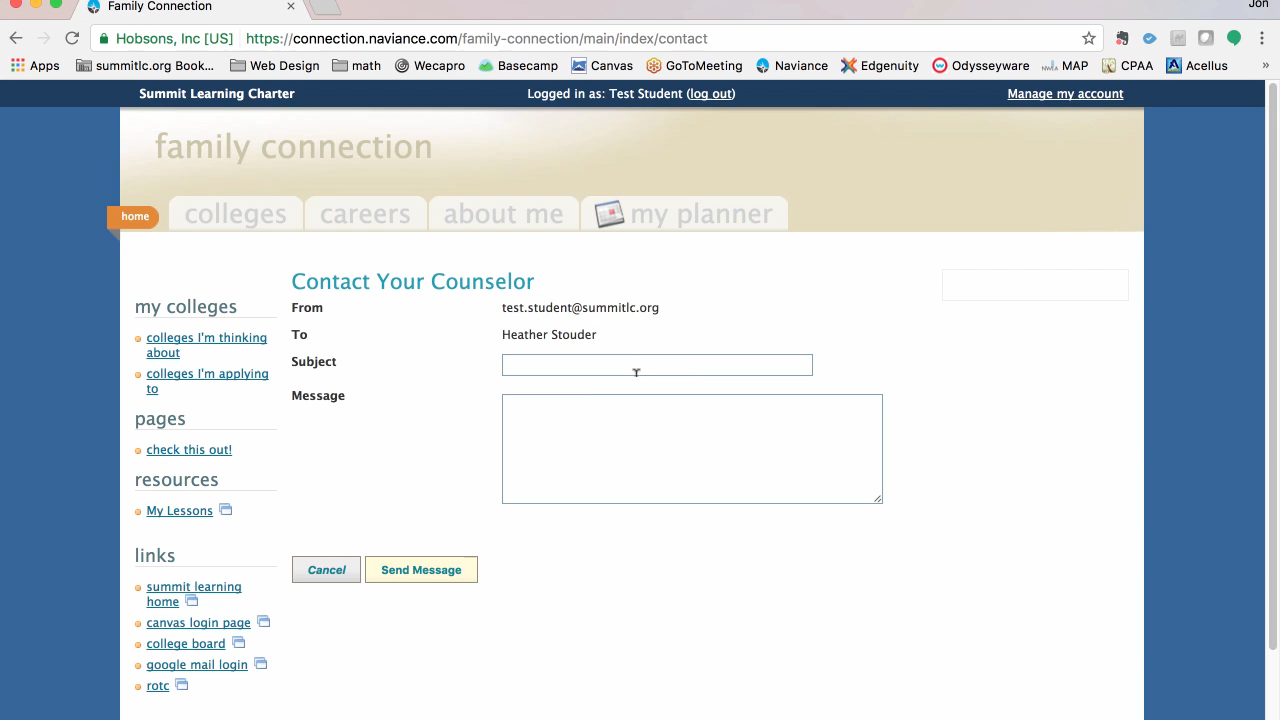 Family Connection
Jon
Hobsons, Inc [US] https://connection.naviance.com/family-connection/main/index/contact
Apps summitlc.org Book... Web Design math Wecapro Basecamp Canvas GoToMeeting Naviance Edgenuity Odysseyware MAP CPAA Acellus »
Summit Learning Charter Logged in as: Test Student (log out) Manage my account
family connection
home colleges careers about me my planner
Contact Your Counselor
From test.student@summitlc.org
To Heather Stouder
Subject
Message
Cancel Send Message
my colleges
colleges I'm thinking
about
colleges I'm applying
to
pages
check this out!
resources
My Lessons
links
summit learning
home
canvas login page
college board
google mail login
rotc